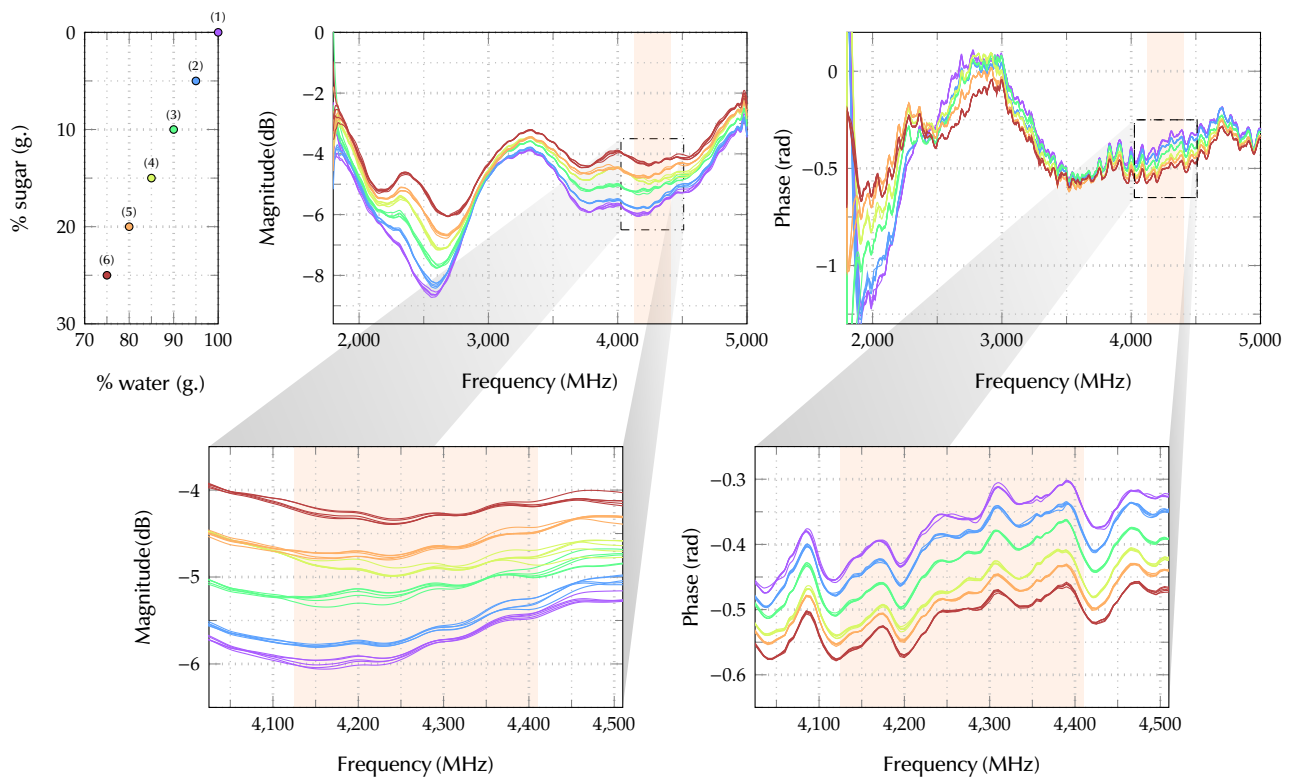 % sugar (g.)
0
10
20
30
(1)
(2)
(3)
(4)
(5)
(6)
70 80 90 100
% water (g.)
Magnitude(dB)
0
−2
−4
−6
−8
2,000 3,000 4,000 5,000
Frequency (MHz)
Phase (rad)
0
−0.5
−1
2,000 3,000 4,000 5,000
Frequency (MHz)
Magnitude(dB)
−4
−5
−6
4,100 4,200 4,300 4,400 4,500
Frequency (MHz)
Phase (rad)
−0.3
−0.4
−0.5
−0.6
4,100 4,200 4,300 4,400 4,500
Frequency (MHz)